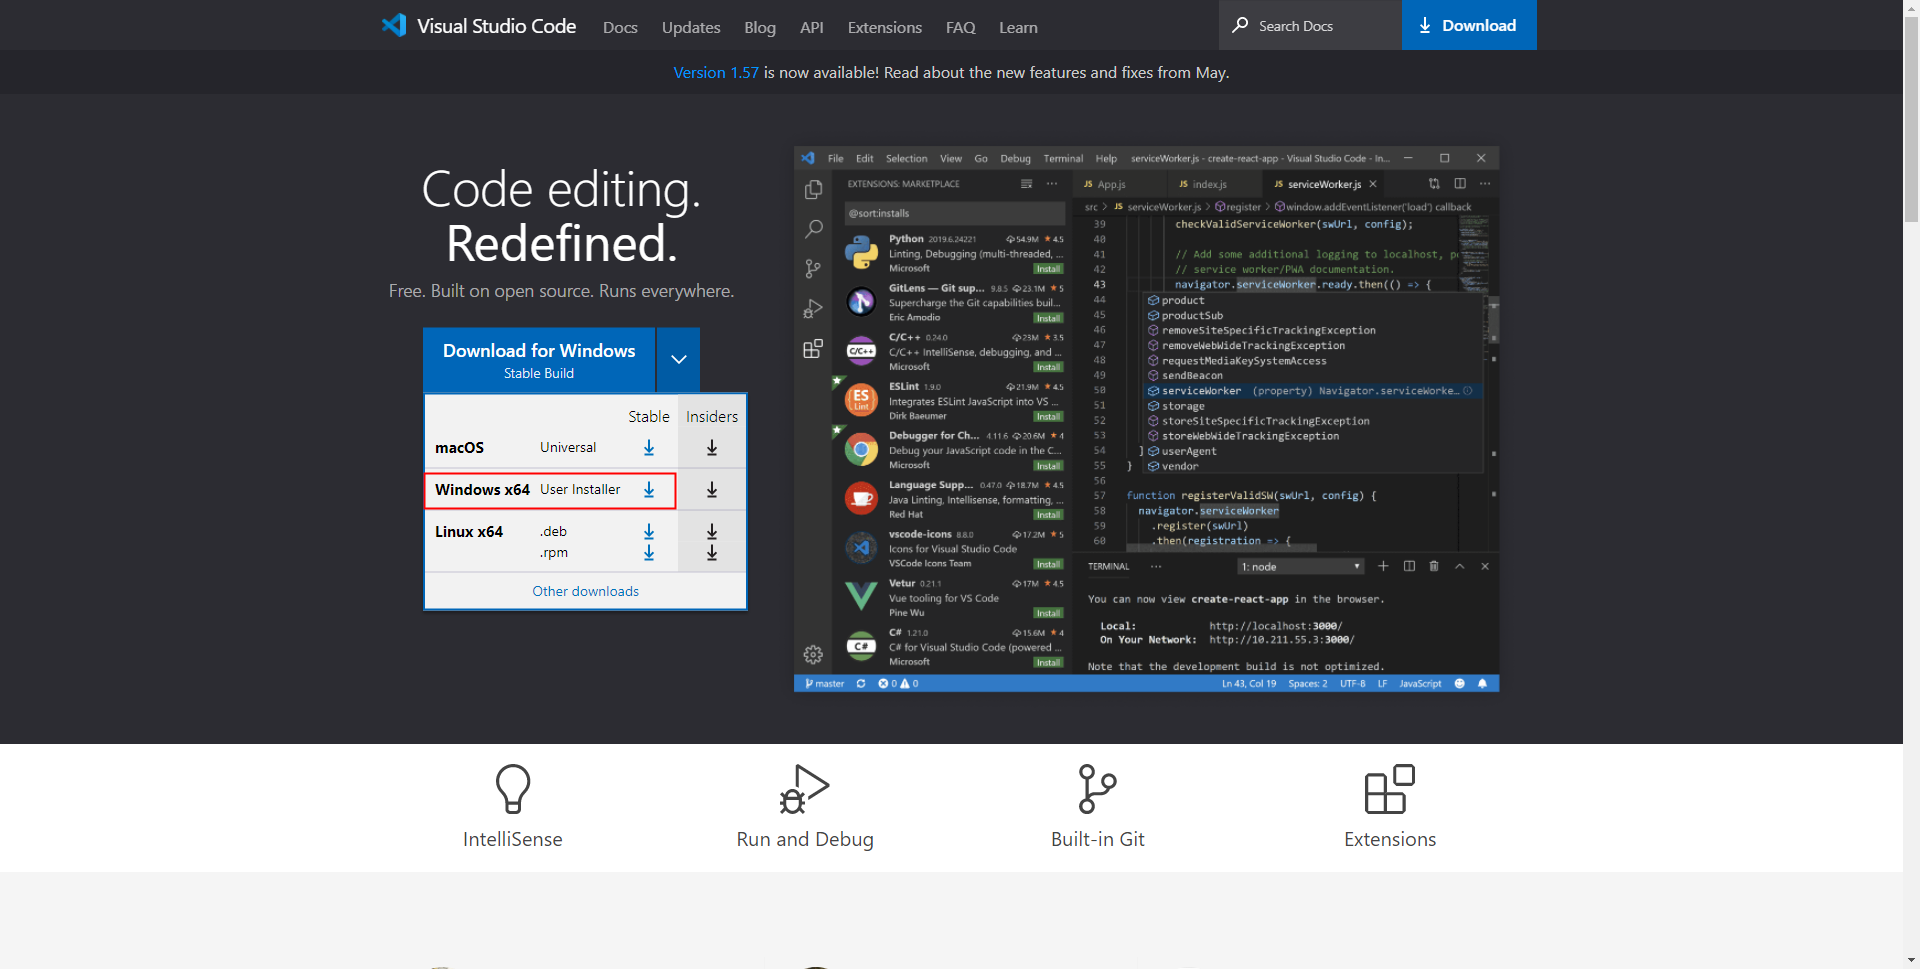 Visual Studio Code Docs Updates Blog API Extensions FAQ Learn Search Docs Download
Version 1.57 is now available! Read about the new features and fixes from May.
Code editing.
Redefined.
Free. Built on open source. Runs everywhere.
Download for Windows
Stable Build
Stable Insiders
macOS Universal
Windows x64 User Installer
Linux x64 .deb
.rpm
Other downloads
File Edit Selection View Go Debug Terminal Help serviceWorker.js - create-react-app - Visual Studio Code - In...
EXTENSIONS: MARKETPLACE
@sort:installs
Python 2019.6.24221 54.9M 4.5
Linting, Debugging (multi-threaded, ...
Microsoft Install
GitLens — Git sup... 9.8.5 23.1M 5
Supercharge the Git capabilities buil...
Eric Amodio Install
C/C++ 0.24.0 23M 3.5
C/C++ IntelliSense, debugging, and ...
Microsoft Install
ESLint 1.9.0 21.9M 4.5
Integrates ESLint JavaScript into VS ...
Dirk Baeumer Install
Debugger for Ch... 4.11.6 20.6M 4
Debug your JavaScript code in the C...
Microsoft Install
Language Supp... 0.47.0 18.7M 4.5
Java Linting, Intellisense, formatting, ...
Red Hat Install
vscode-icons 8.8.0 17.2M 5
Icons for Visual Studio Code
VSCode Icons Team Install
Vetur 0.21.1 17M 4.5
Vue tooling for VS Code
Pine Wu Install
C# 1.21.0 15.6M 4
C# for Visual Studio Code (powered ...
Microsoft Install
C/C++
ES
Lint
C#
JS App.js JS index.js JS serviceWorker.js
src > JS serviceWorker.js > register > window.addEventListener('load') callback
39 checkValidServiceWorker(swUrl, config);
40
41 // Add some additional logging to localhost, p
42 // service worker/PWA documentation.
43 navigator.serviceWorker.ready.then(() => {
44 product
45 productSub
46 removeSiteSpecificTrackingException
47 removeWebWideTrackingException
48 requestMediaKeySystemAccess
49 sendBeacon
50 serviceWorker (property) Navigator.serviceWorke...
51 storage
52 storeSiteSpecificTrackingException
53 storeWebWideTrackingException
54 ] userAgent
55 } vendor
56
57 function registerValidSW(swUrl, config) {
58 navigator.serviceWorker
59 .register(swUrl)
60 .then(registration => {
TERMINAL ... 1: node
You can now view create-react-app in the browser.
Local: http://localhost:3000/
On Your Network: http://10.211.55.3:3000/
Note that the development build is not optimized.
master 0 0 Ln 43, Col 19 Spaces: 2 UTF-8 LF JavaScript
IntelliSense Run and Debug Built-in Git Extensions